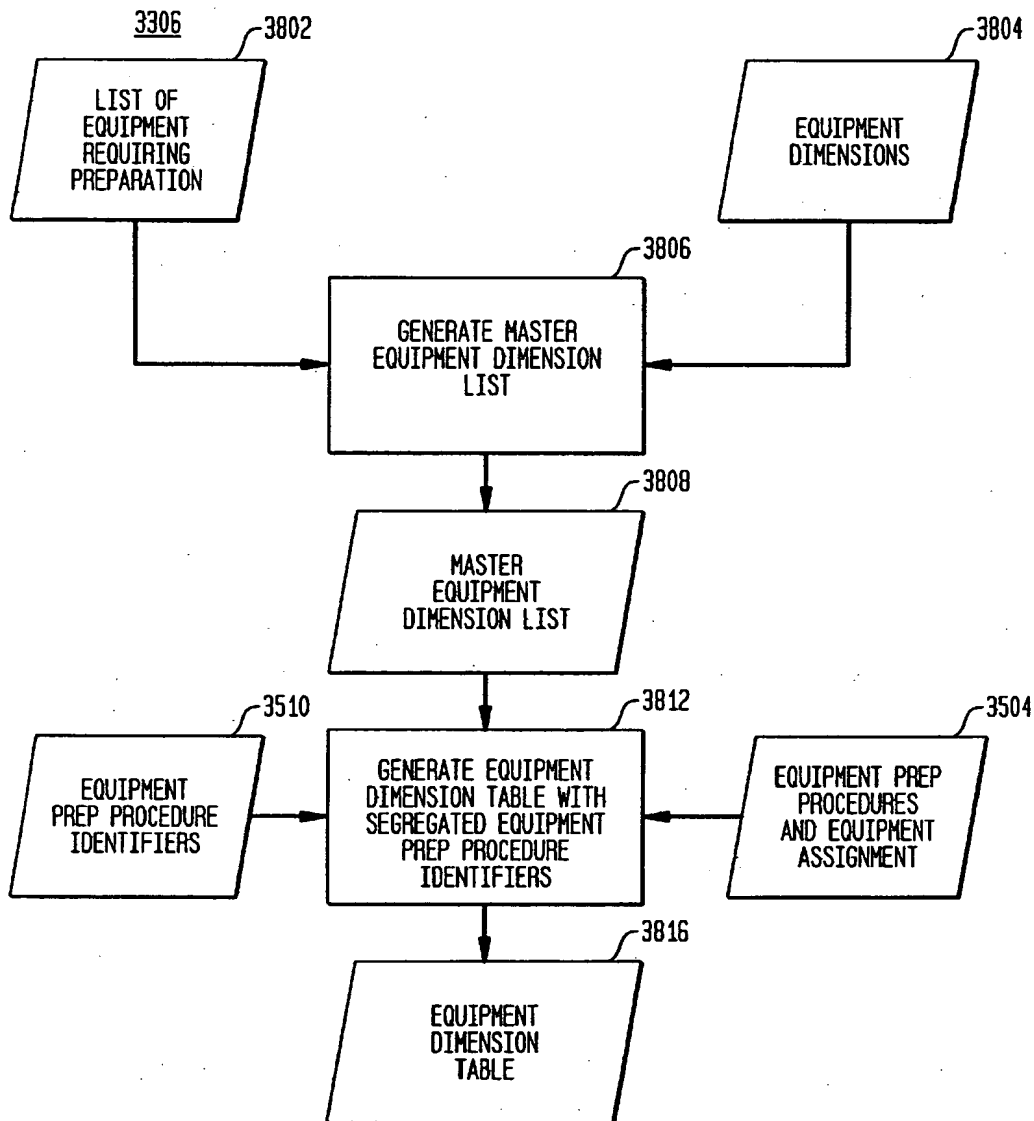 3306
3802
LIST OF
EQUIPMENT
REQUIRING
PREPARATION
3804
EQUIPMENT
DIMENSIONS
3806
GENERATE MASTER
EQUIPMENT DIMENSION
LIST
3808
MASTER
EQUIPMENT
DIMENSION LIST
3510
EQUIPMENT
PREP PROCEDURE
IDENTIFIERS
3812
GENERATE EQUIPMENT
DIMENSION TABLE WITH
SEGREGATED EQUIPMENT
PREP PROCEDURE
IDENTIFIERS
3504
EQUIPMENT PREP
PROCEDURES
AND EQUIPMENT
ASSIGNMENT
3816
EQUIPMENT
DIMENSION
TABLE